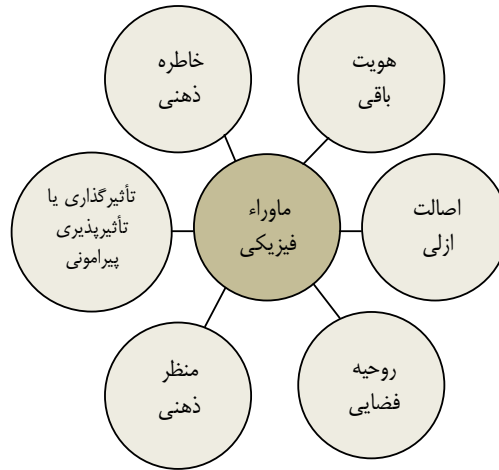 هویت
باقی
خاطره
ذهنی
اصالت
ازلی
ماوراء
فیزیکی
تأثیرگذاری یا
تأثیرپذیری
پیرامونی
روحیه
فضایی
منظر
ذهنی